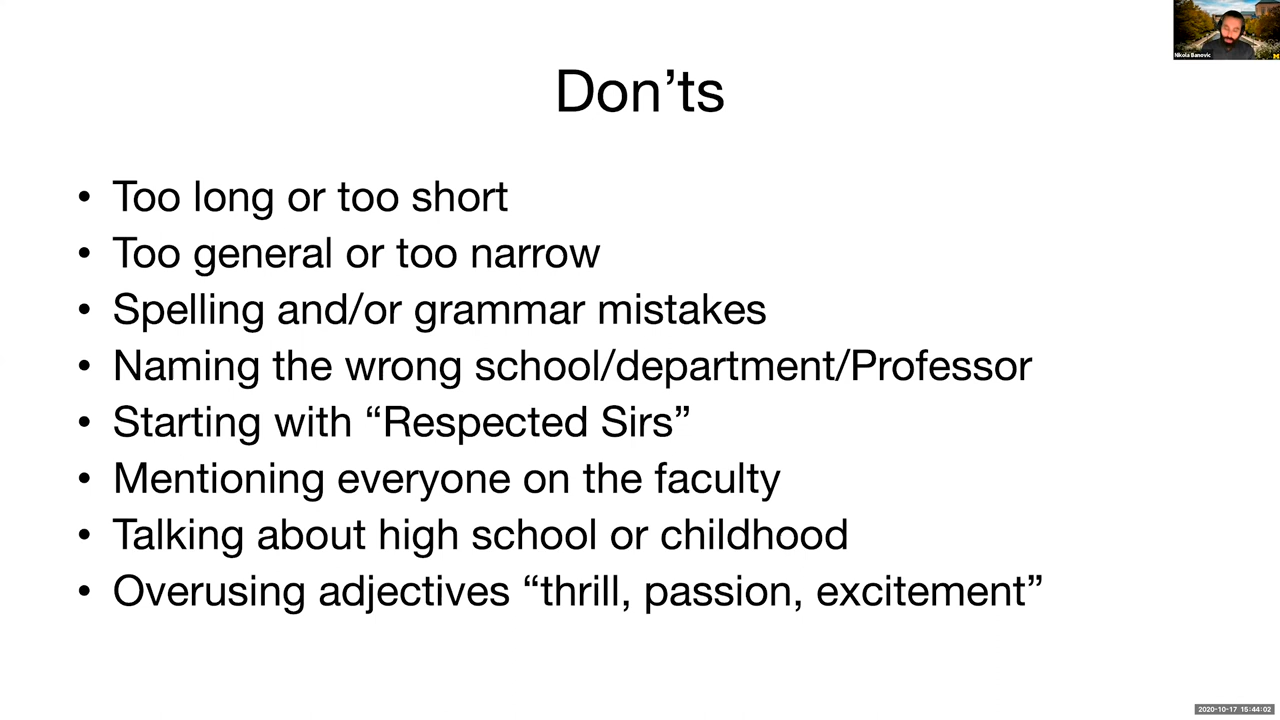 Don'ts
• Too long or too short
• Too general or too narrow
• Spelling and/or grammar mistakes
• Naming the wrong school/department/Professor
• Starting with “Respected Sirs”
• Mentioning everyone on the faculty
• Talking about high school or childhood
• Overusing adjectives “thrill, passion, excitement”
Nikola Banovic
M
2020-10-17 15:44:02